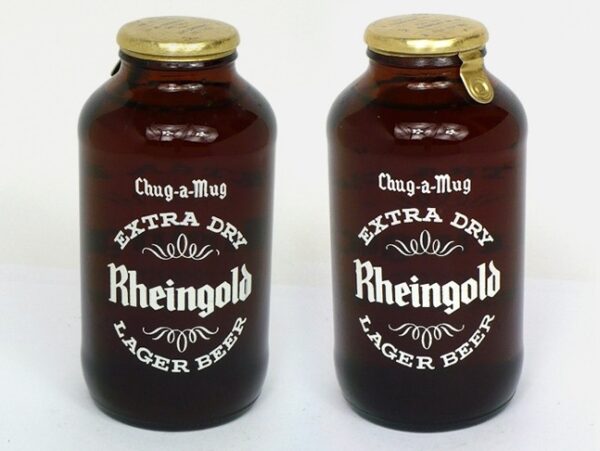 Chug-a-Mug
EXTRA DRY
Rheingold
LAGER BEER
Chug-a-Mug
EXTRA DRY
Rheingold
LAGER BEER